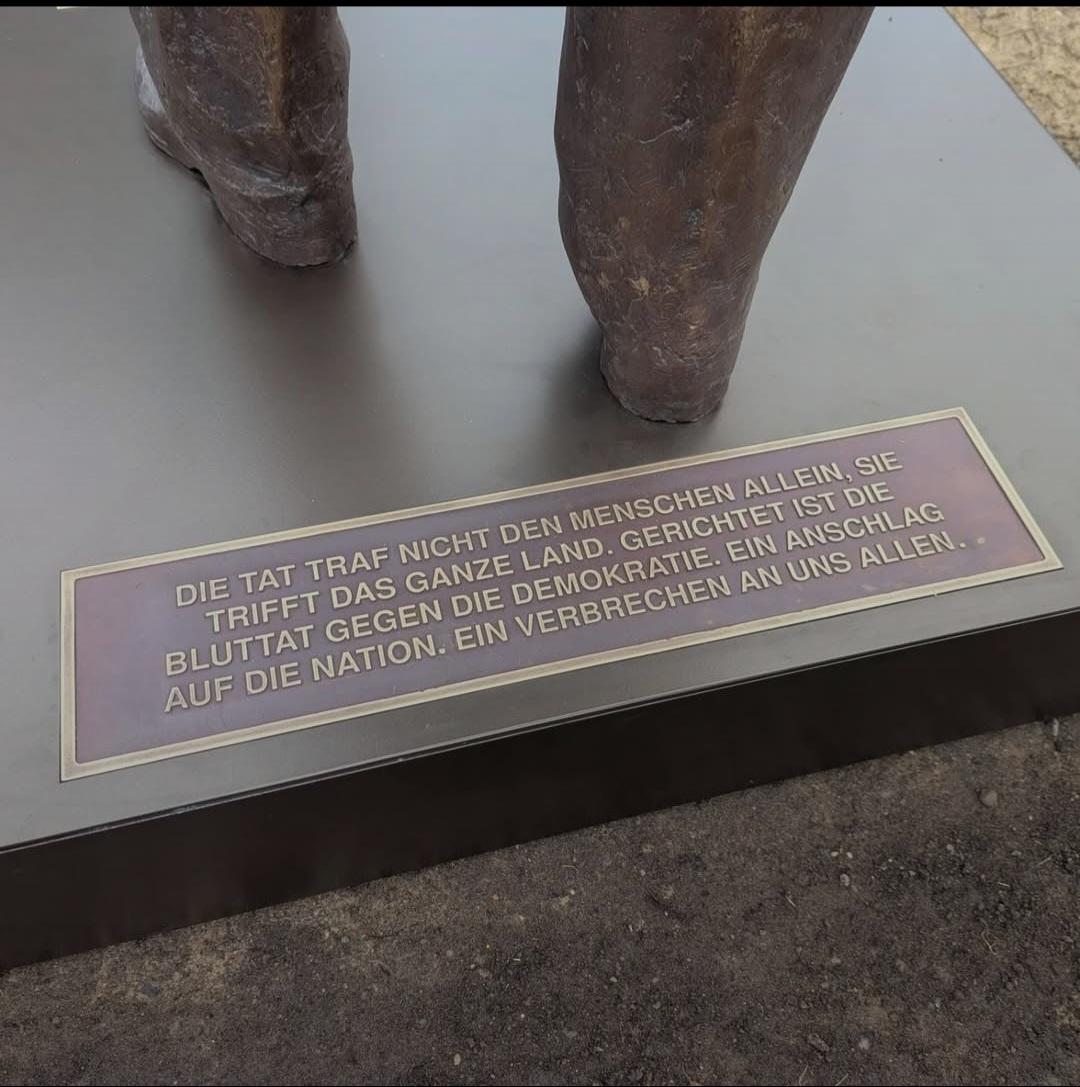 DIE TAT TRAF NICHT DEN MENSCHEN ALLEIN, SIE
TRIFFT DAS GANZE LAND. GERICHTET IST DIE
BLUTTAT GEGEN DIE DEMOKRATIE. EIN ANSCHLAG
AUF DIE NATION. EIN VERBRECHEN AN UNS ALLEN.